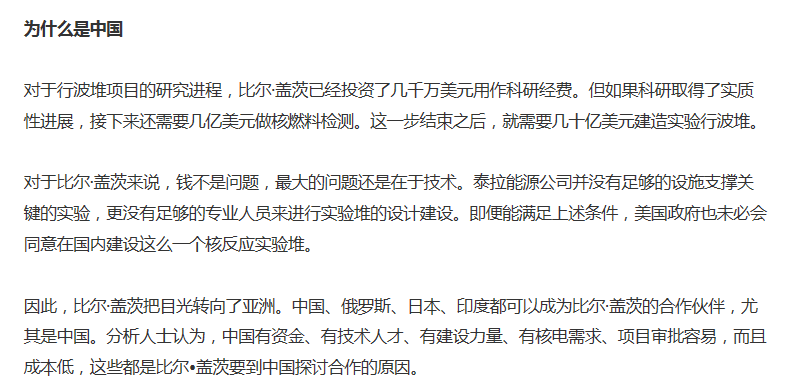 为什么是中国
对于行波堆项目的研究进程，比尔·盖茨已经投资了几千万美元用作科研经费。但如果科研取得了实质
性进展，接下来还需要几亿美元做核燃料检测。这一步结束之后，就需要几十亿美元建造实验行波堆。
对于比尔·盖茨来说，钱不是问题，最大的问题还是在于技术。泰拉能源公司并没有足够的设施支撑关
键的实验，更没有足够的专业人员来进行实验堆的设计建设。即便能满足上述条件，美国政府也未必会
同意在国内建设这么一个核反应实验堆。
因此，比尔·盖茨把目光转向了亚洲。中国、俄罗斯、日本、印度都可以成为比尔·盖茨的合作伙伴，尤
其是中国。分析人士认为，中国有资金、有技术人才、有建设力量、有核电需求、项目审批容易，而且
成本低，这些都是比尔•盖茨要到中国探讨合作的原因。